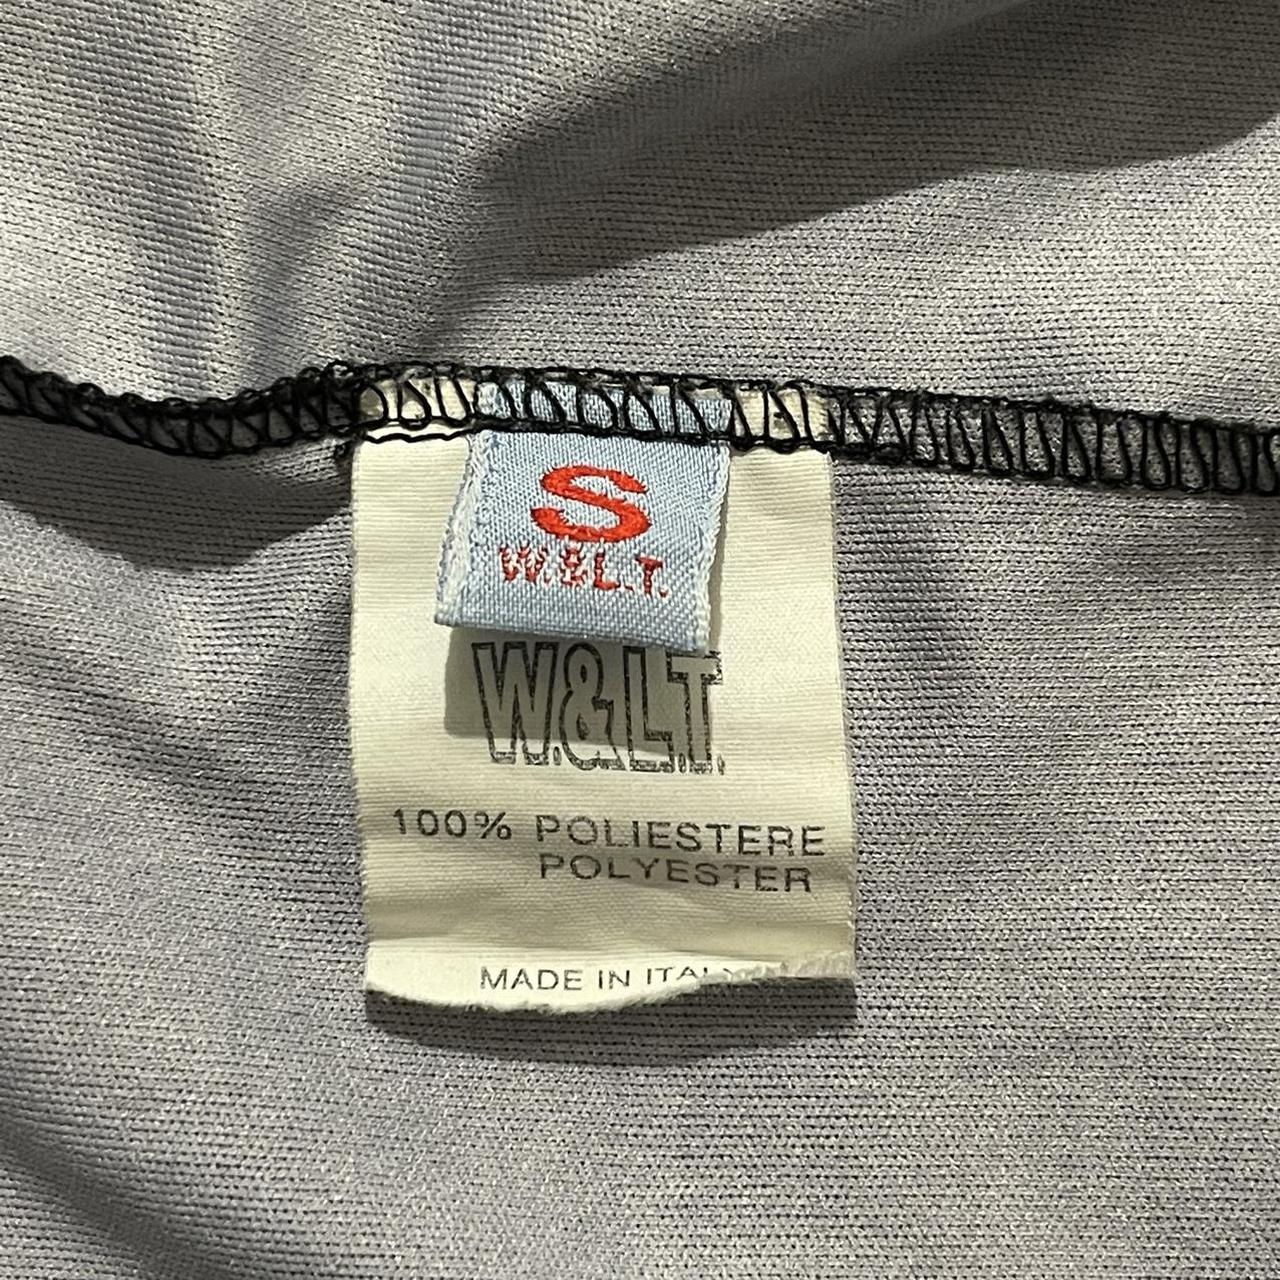 S
W.&L.T.
W.&L.T.
100% POLIESTERE
POLYESTER
MADE IN ITALY